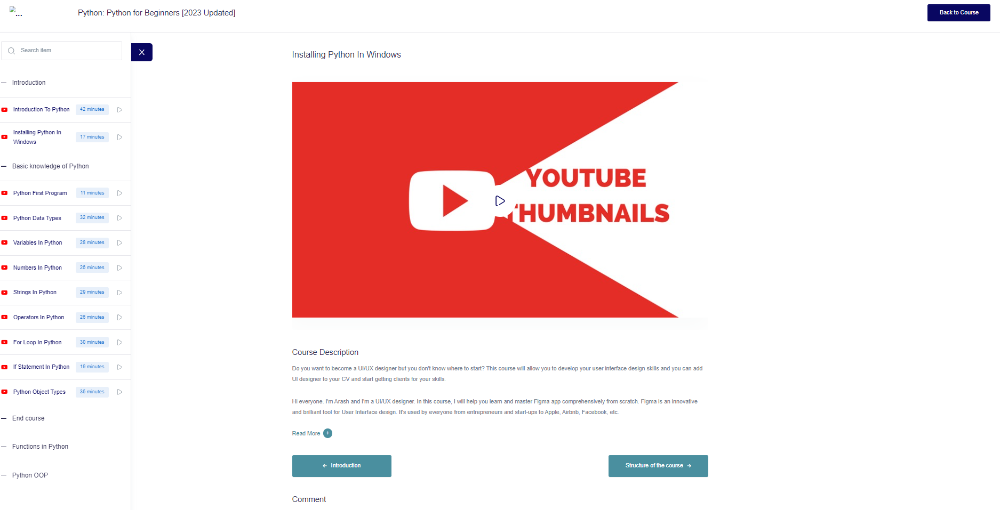 ...
Python: Python for Beginners [2023 Updated]
Back to Course
Search item
X
Introduction
Introduction To Python
42 minutes
Installing Python In
Windows
17 minutes
Basic knowledge of Python
Python First Program
11 minutes
Python Data Types
32 minutes
Variables In Python
28 minutes
Numbers In Python
26 minutes
Strings In Python
29 minutes
Operators In Python
26 minutes
For Loop In Python
30 minutes
If Statement In Python
19 minutes
Python Object Types
35 minutes
End course
Functions in Python
Python OOP
Installing Python In Windows
YOUTUBE
THUMBNAILS
Course Description
Do you want to become a UI/UX designer but you don't know where to start? This course will allow you to develop your user interface design skills and you can add
UI designer to your CV and start getting clients for your skills.
Hi everyone. I'm Arash and I'm a UI/UX designer. In this course, I will help you learn and master Figma app comprehensively from scratch. Figma is an innovative
and brilliant tool for User Interface design. It's used by everyone from entrepreneurs and start-ups to Apple, Airbnb, Facebook, etc.
Read More +
← Introduction
Structure of the course →
Comment